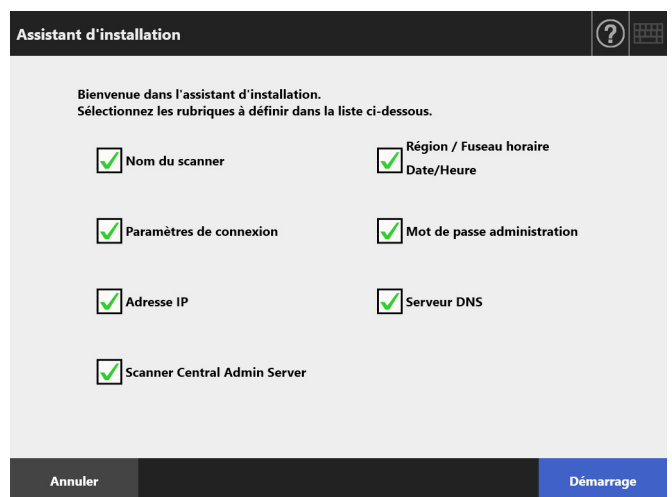 Assistant d'installation
?
Bienvenue dans l'assistant d'installation.
Sélectionnez les rubriques à définir dans la liste ci-dessous.
Nom du scanner
Région / Fuseau horaire
Date/Heure
Paramètres de connexion
Mot de passe administration
Adresse IP
Serveur DNS
Scanner Central Admin Server
Annuler
Démarrage